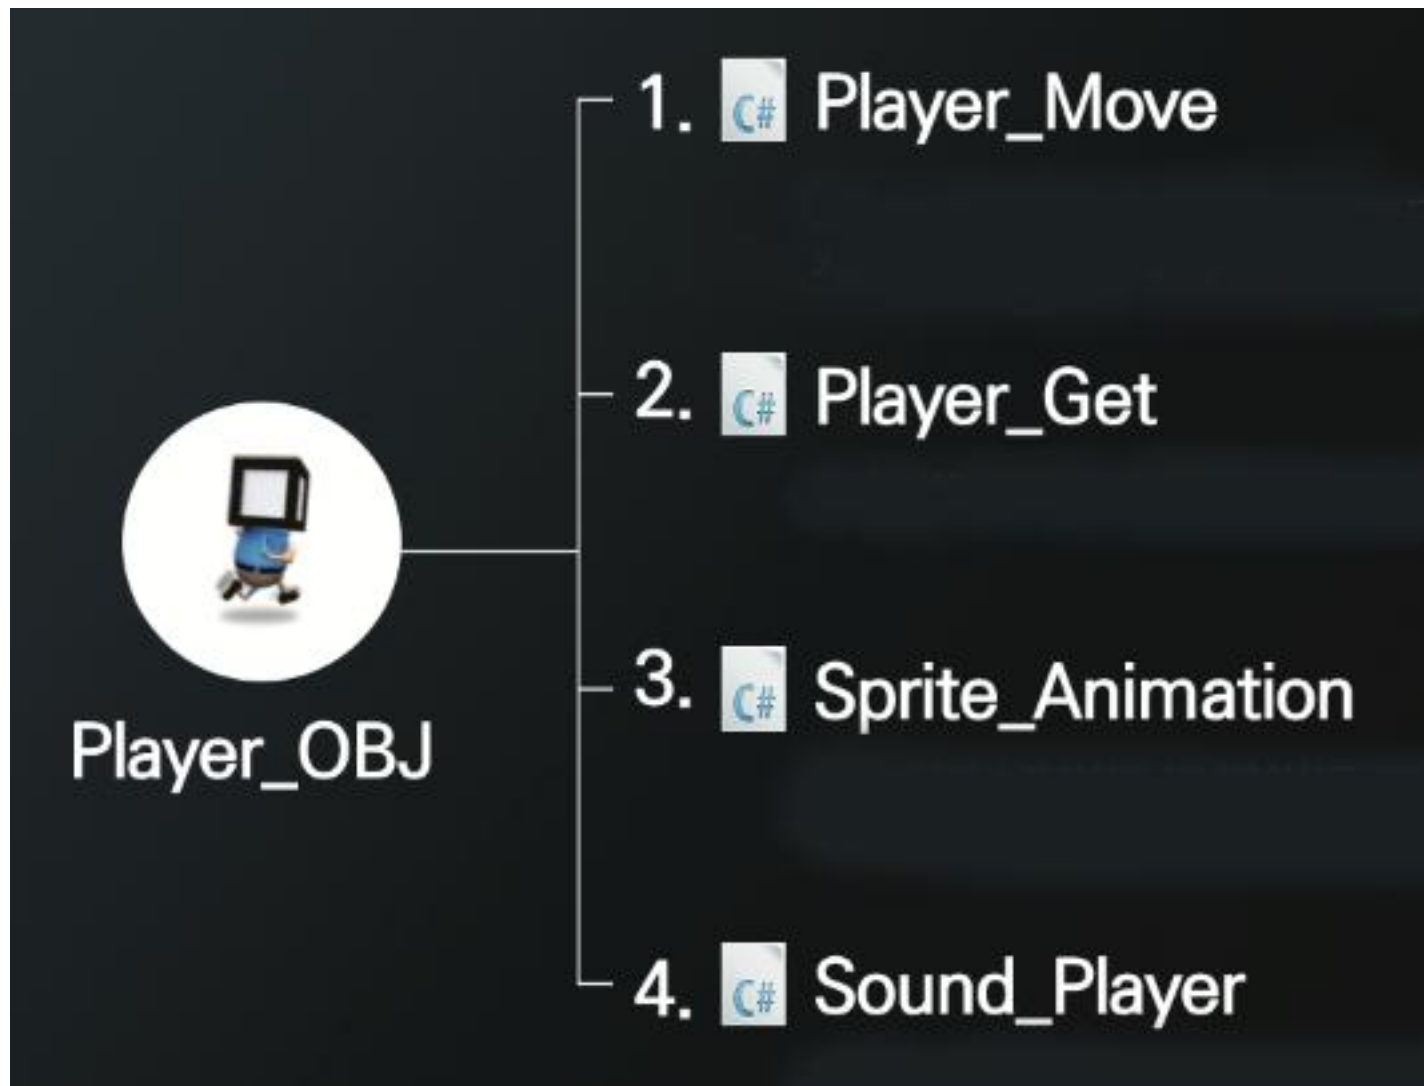 1. C# Player_Move
2. C# Player_Get
3. C# Sprite_Animation
Player_OBJ
4. C# Sound_Player